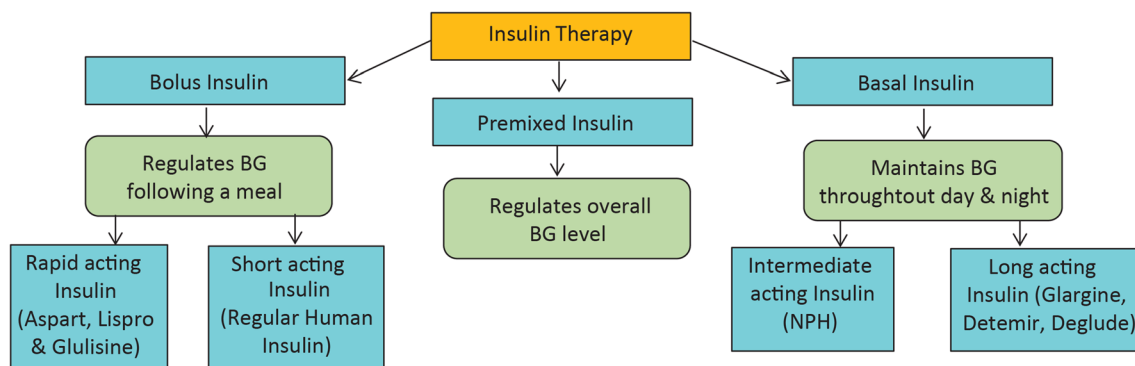 Insulin Therapy
Bolus Insulin
Premixed Insulin
Basal Insulin
Regulates BG
following a meal
Regulates overall
BG level
Maintains BG
throughtout day & night
Rapid acting
Insulin
(Aspart, Lispro
& Glulisine)
Short acting
Insulin
(Regular Human
Insulin)
Intermediate
acting Insulin
(NPH)
Long acting
Insulin (Glargine,
Detemir, Deglude)